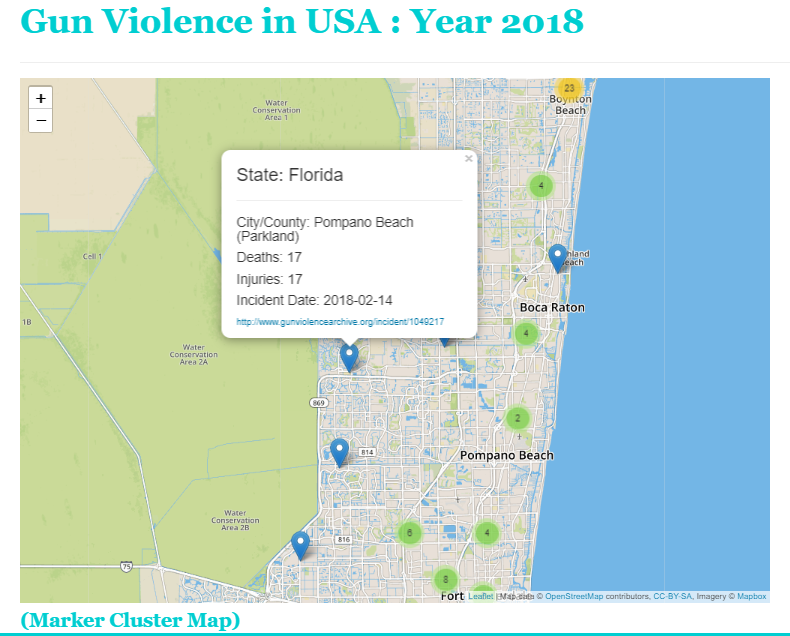 Gun Violence in USA : Year 2018
+
−
Water
Conservation
Area 1
23
Boynton
Beach
4
×
State: Florida
City/County: Pompano Beach
(Parkland)
Deaths: 17
Injuries: 17
Incident Date: 2018-02-14
http://www.gunviolencearchive.org/incident/1049217
Cell 1
Beach
Boca Raton
1B
4
Water
Conservation
Area 2A
869
2
814
Pompano Beach
Water
Conservation
Area 2B
816
6
4
75
8
Fort
Leaflet | Map data © OpenStreetMap contributors, CC-BY-SA, Imagery © Mapbox
(Marker Cluster Map)